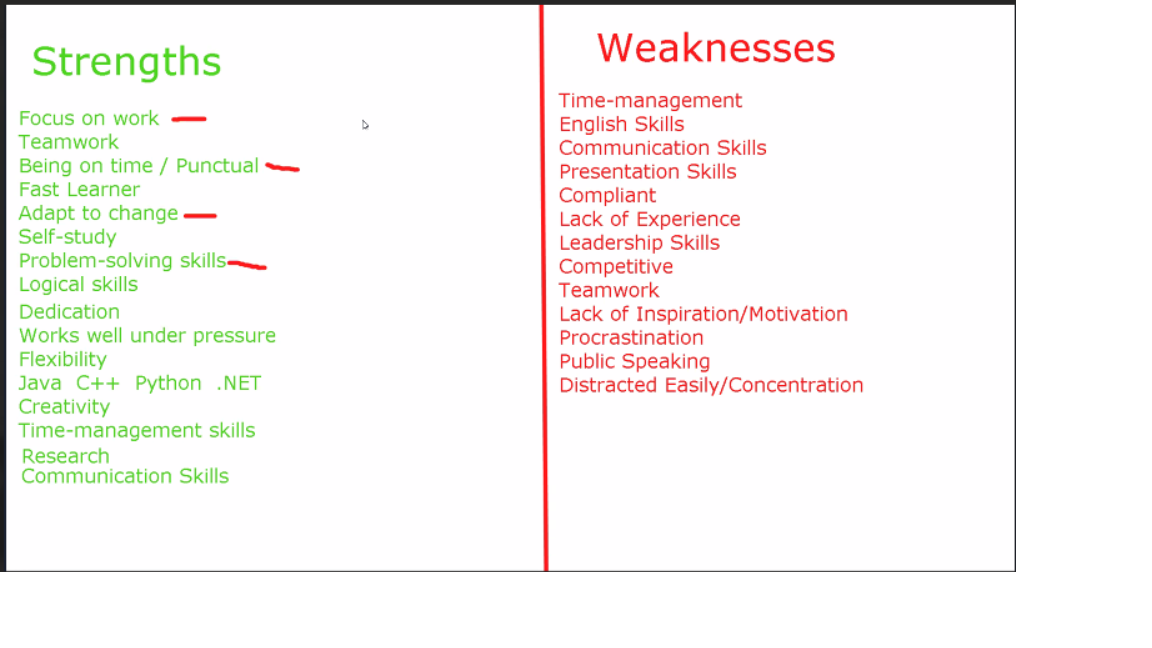 Strengths
Focus on work
Teamwork
Being on time / Punctual
Fast Learner
Adapt to change
Self-study
Problem-solving skills
Logical skills
Dedication
Works well under pressure
Flexibility
Java C++ Python .NET
Creativity
Time-management skills
Research
Communication Skills
Weaknesses
Time-management
English Skills
Communication Skills
Presentation Skills
Compliant
Lack of Experience
Leadership Skills
Competitive
Teamwork
Lack of Inspiration/Motivation
Procrastination
Public Speaking
Distracted Easily/Concentration